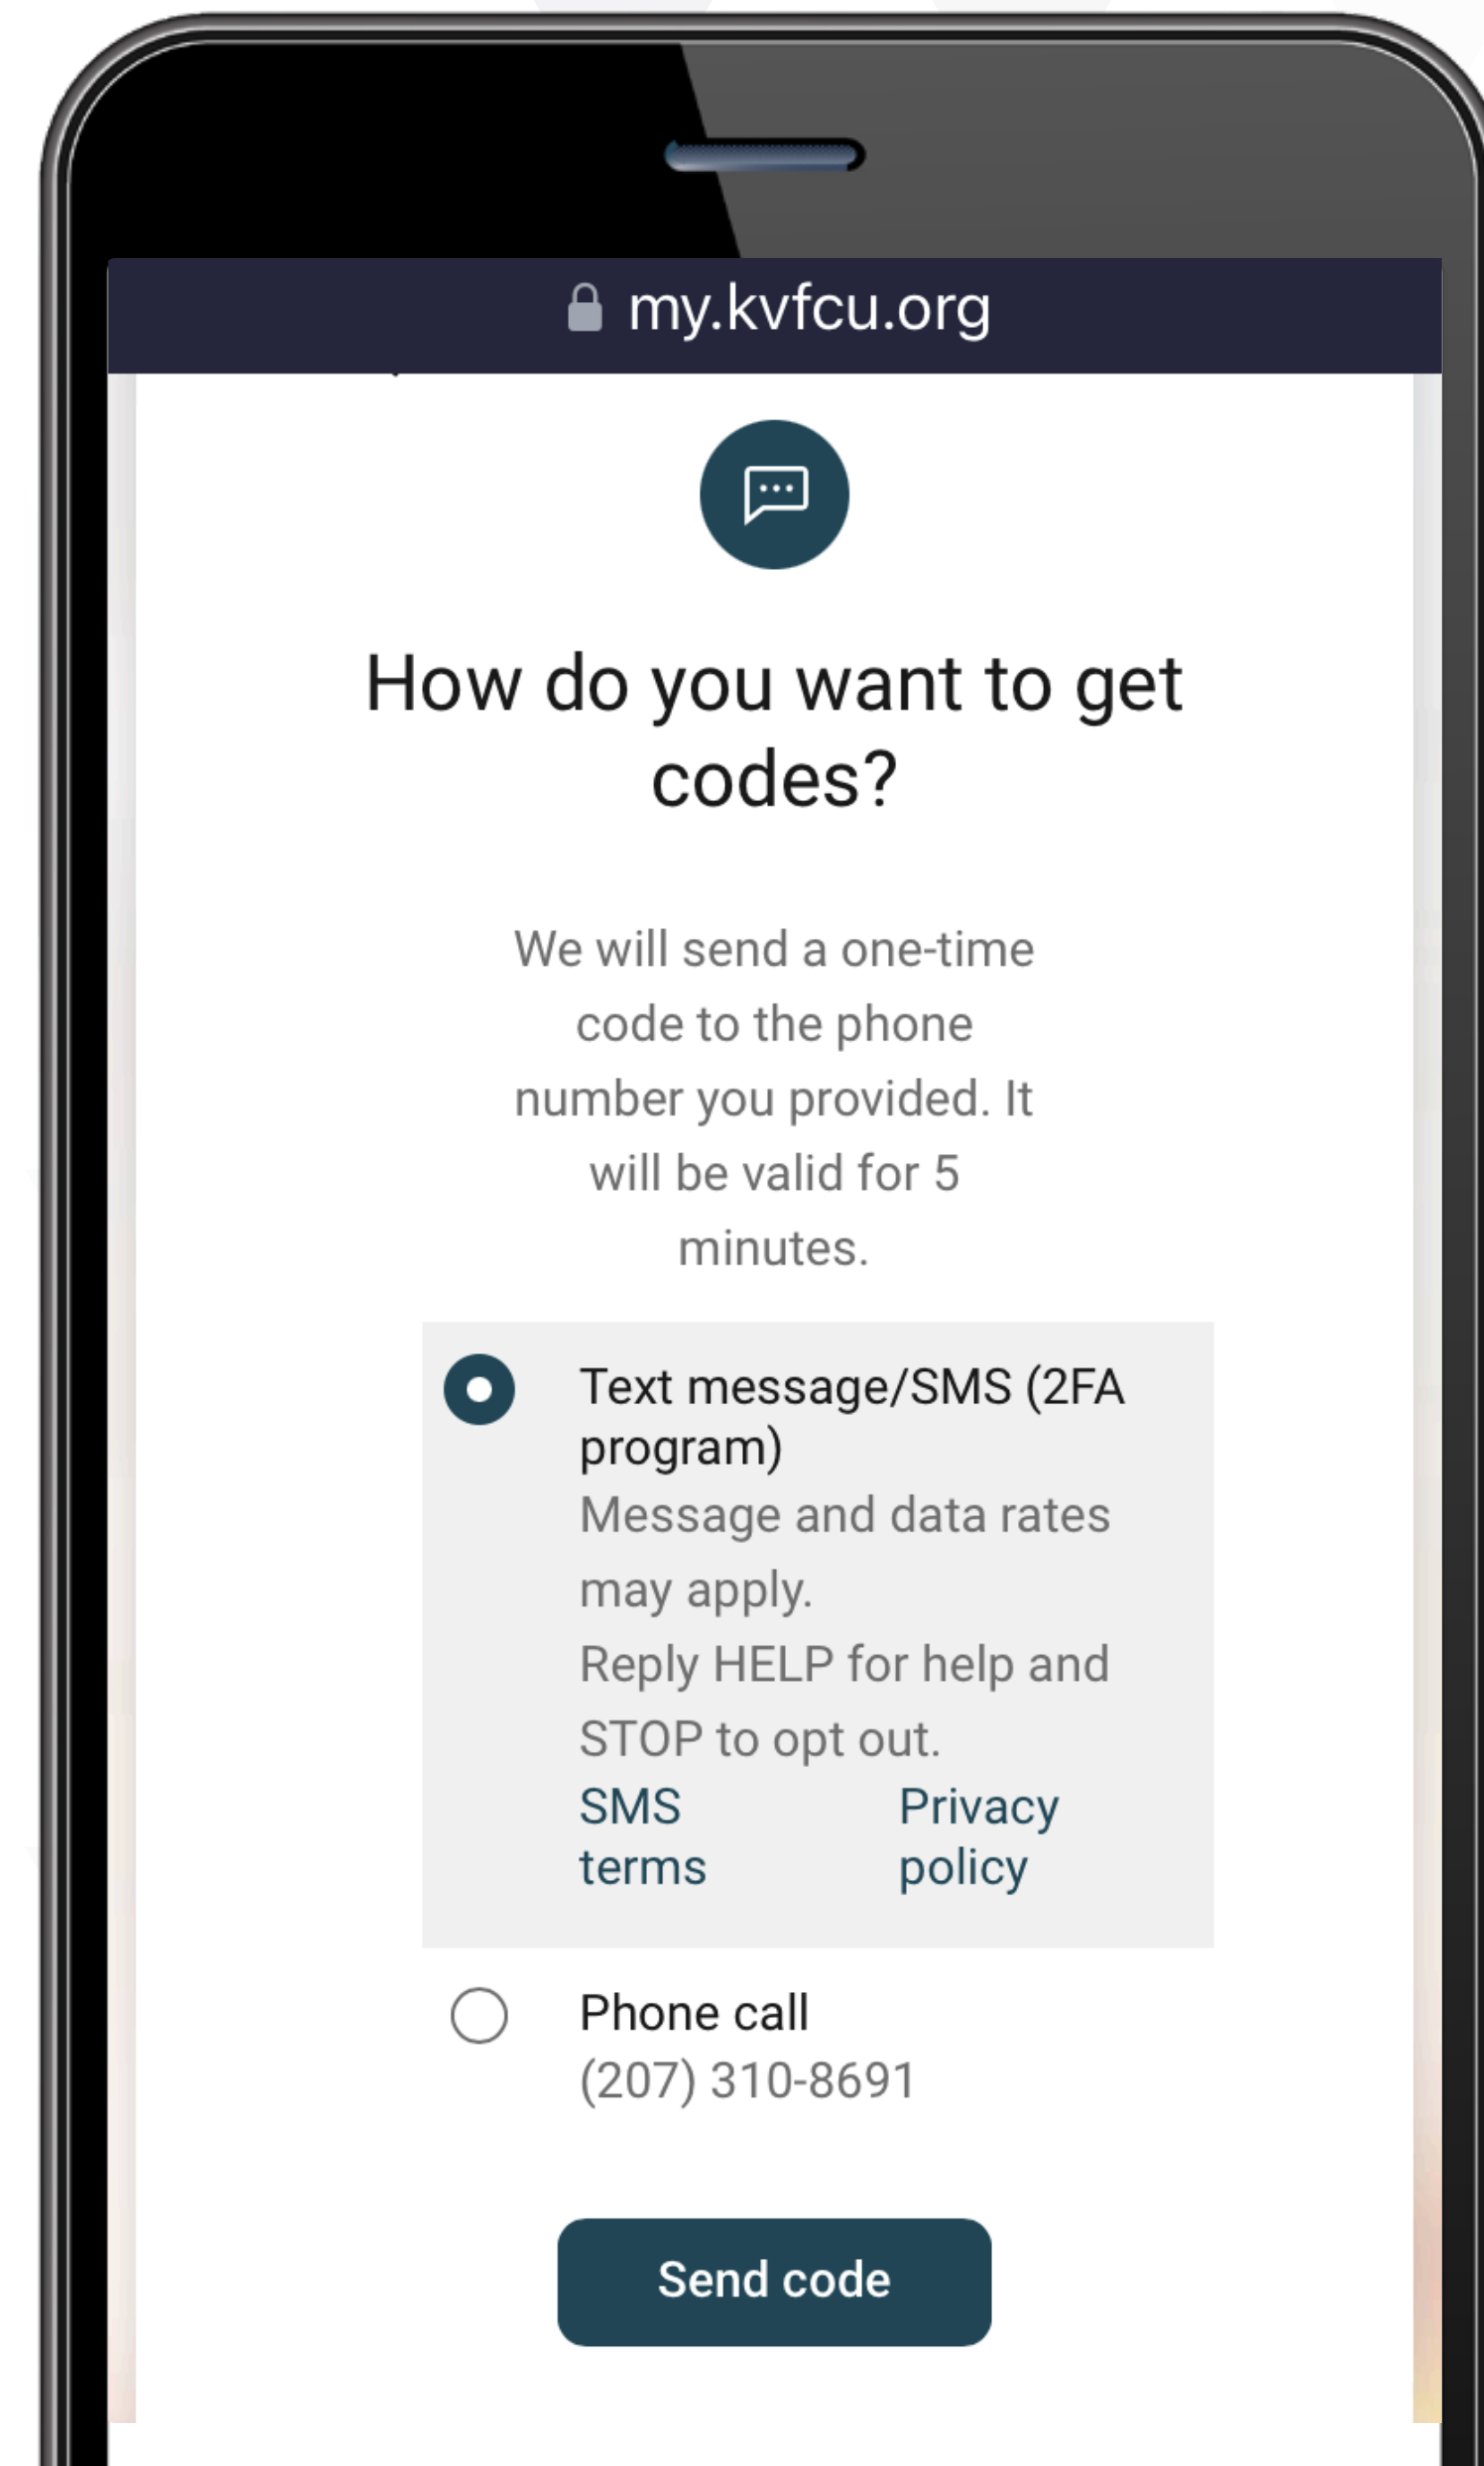 my.kvfcu.org
How do you want to get
codes?
We will send a one-time
code to the phone
number you provided. It
will be valid for 5
minutes.
Text message/SMS (2FA
program)
Message and data rates
may apply.
Reply HELP for help and
STOP to opt out.
SMS
terms
Privacy
policy
Phone call
(207) 310-8691
Send code